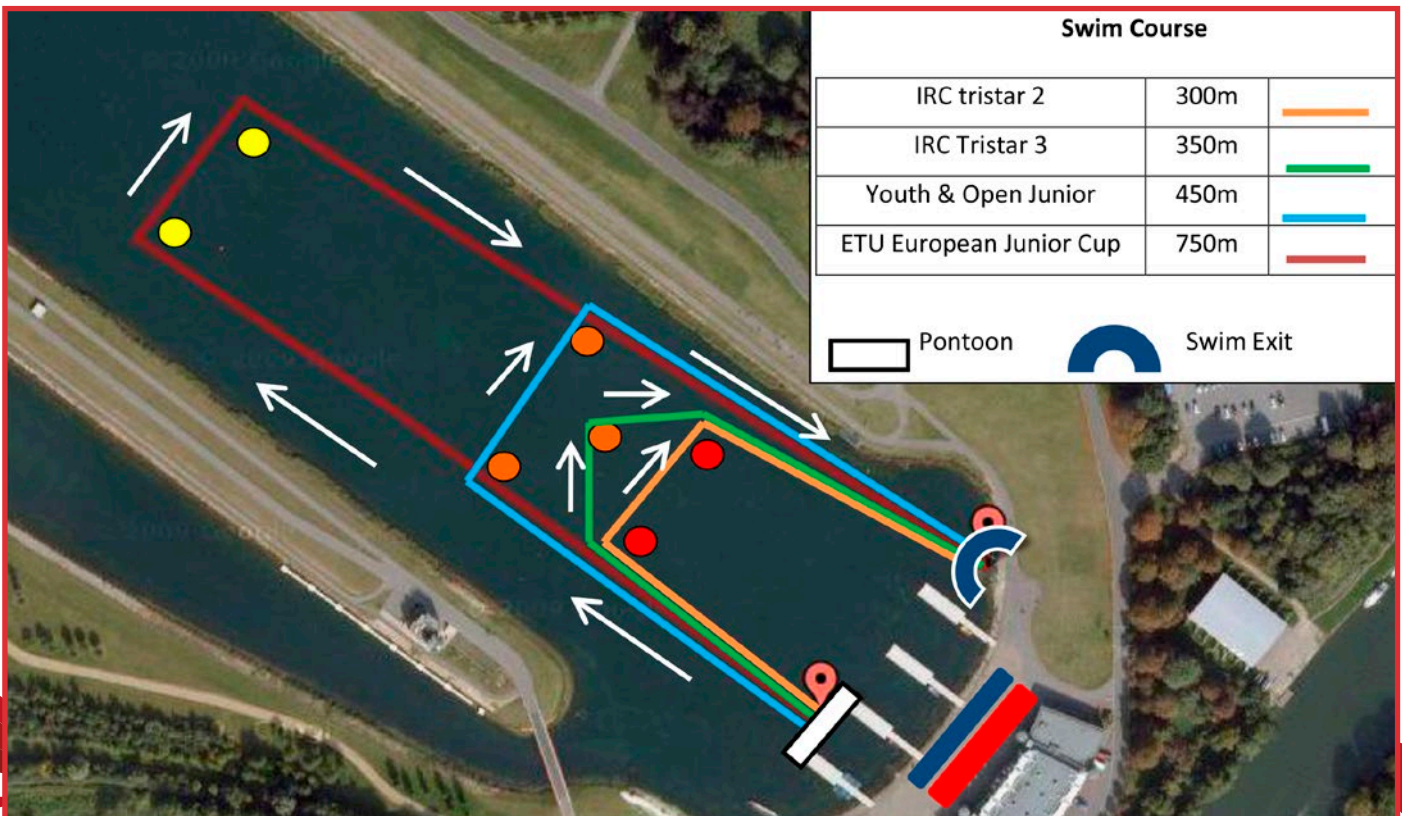 Swim Course
IRC tristar 2 300m
IRC Tristar 3 350m
Youth & Open Junior 450m
ETU European Junior Cup 750m
Pontoon Swim Exit